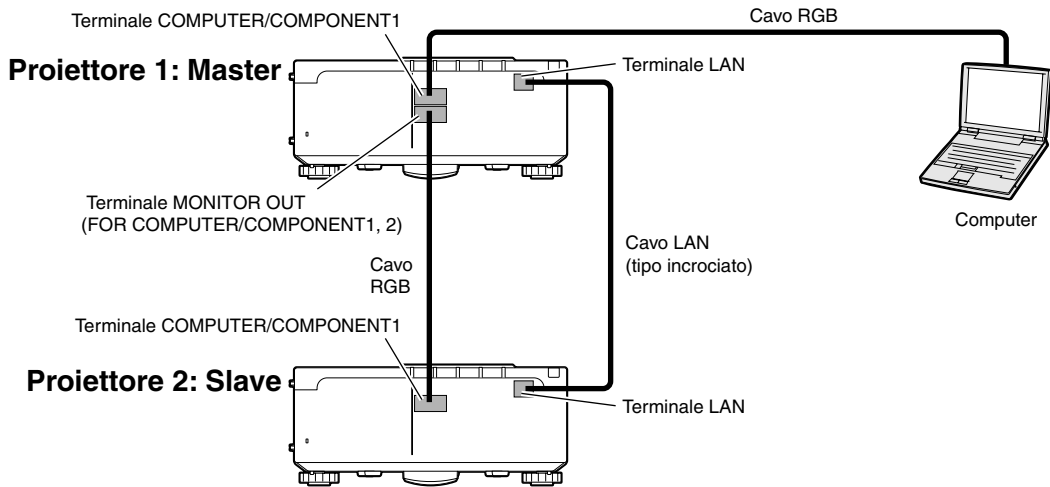 Terminale COMPUTER/COMPONENT1
Cavo RGB
Proiettore 1: Master
Terminale LAN
Terminale MONITOR OUT
(FOR COMPUTER/COMPONENT1, 2)
Computer
Cavo LAN
(tipo incrociato)
Cavo
RGB
Terminale COMPUTER/COMPONENT1
Proiettore 2: Slave
Terminale LAN